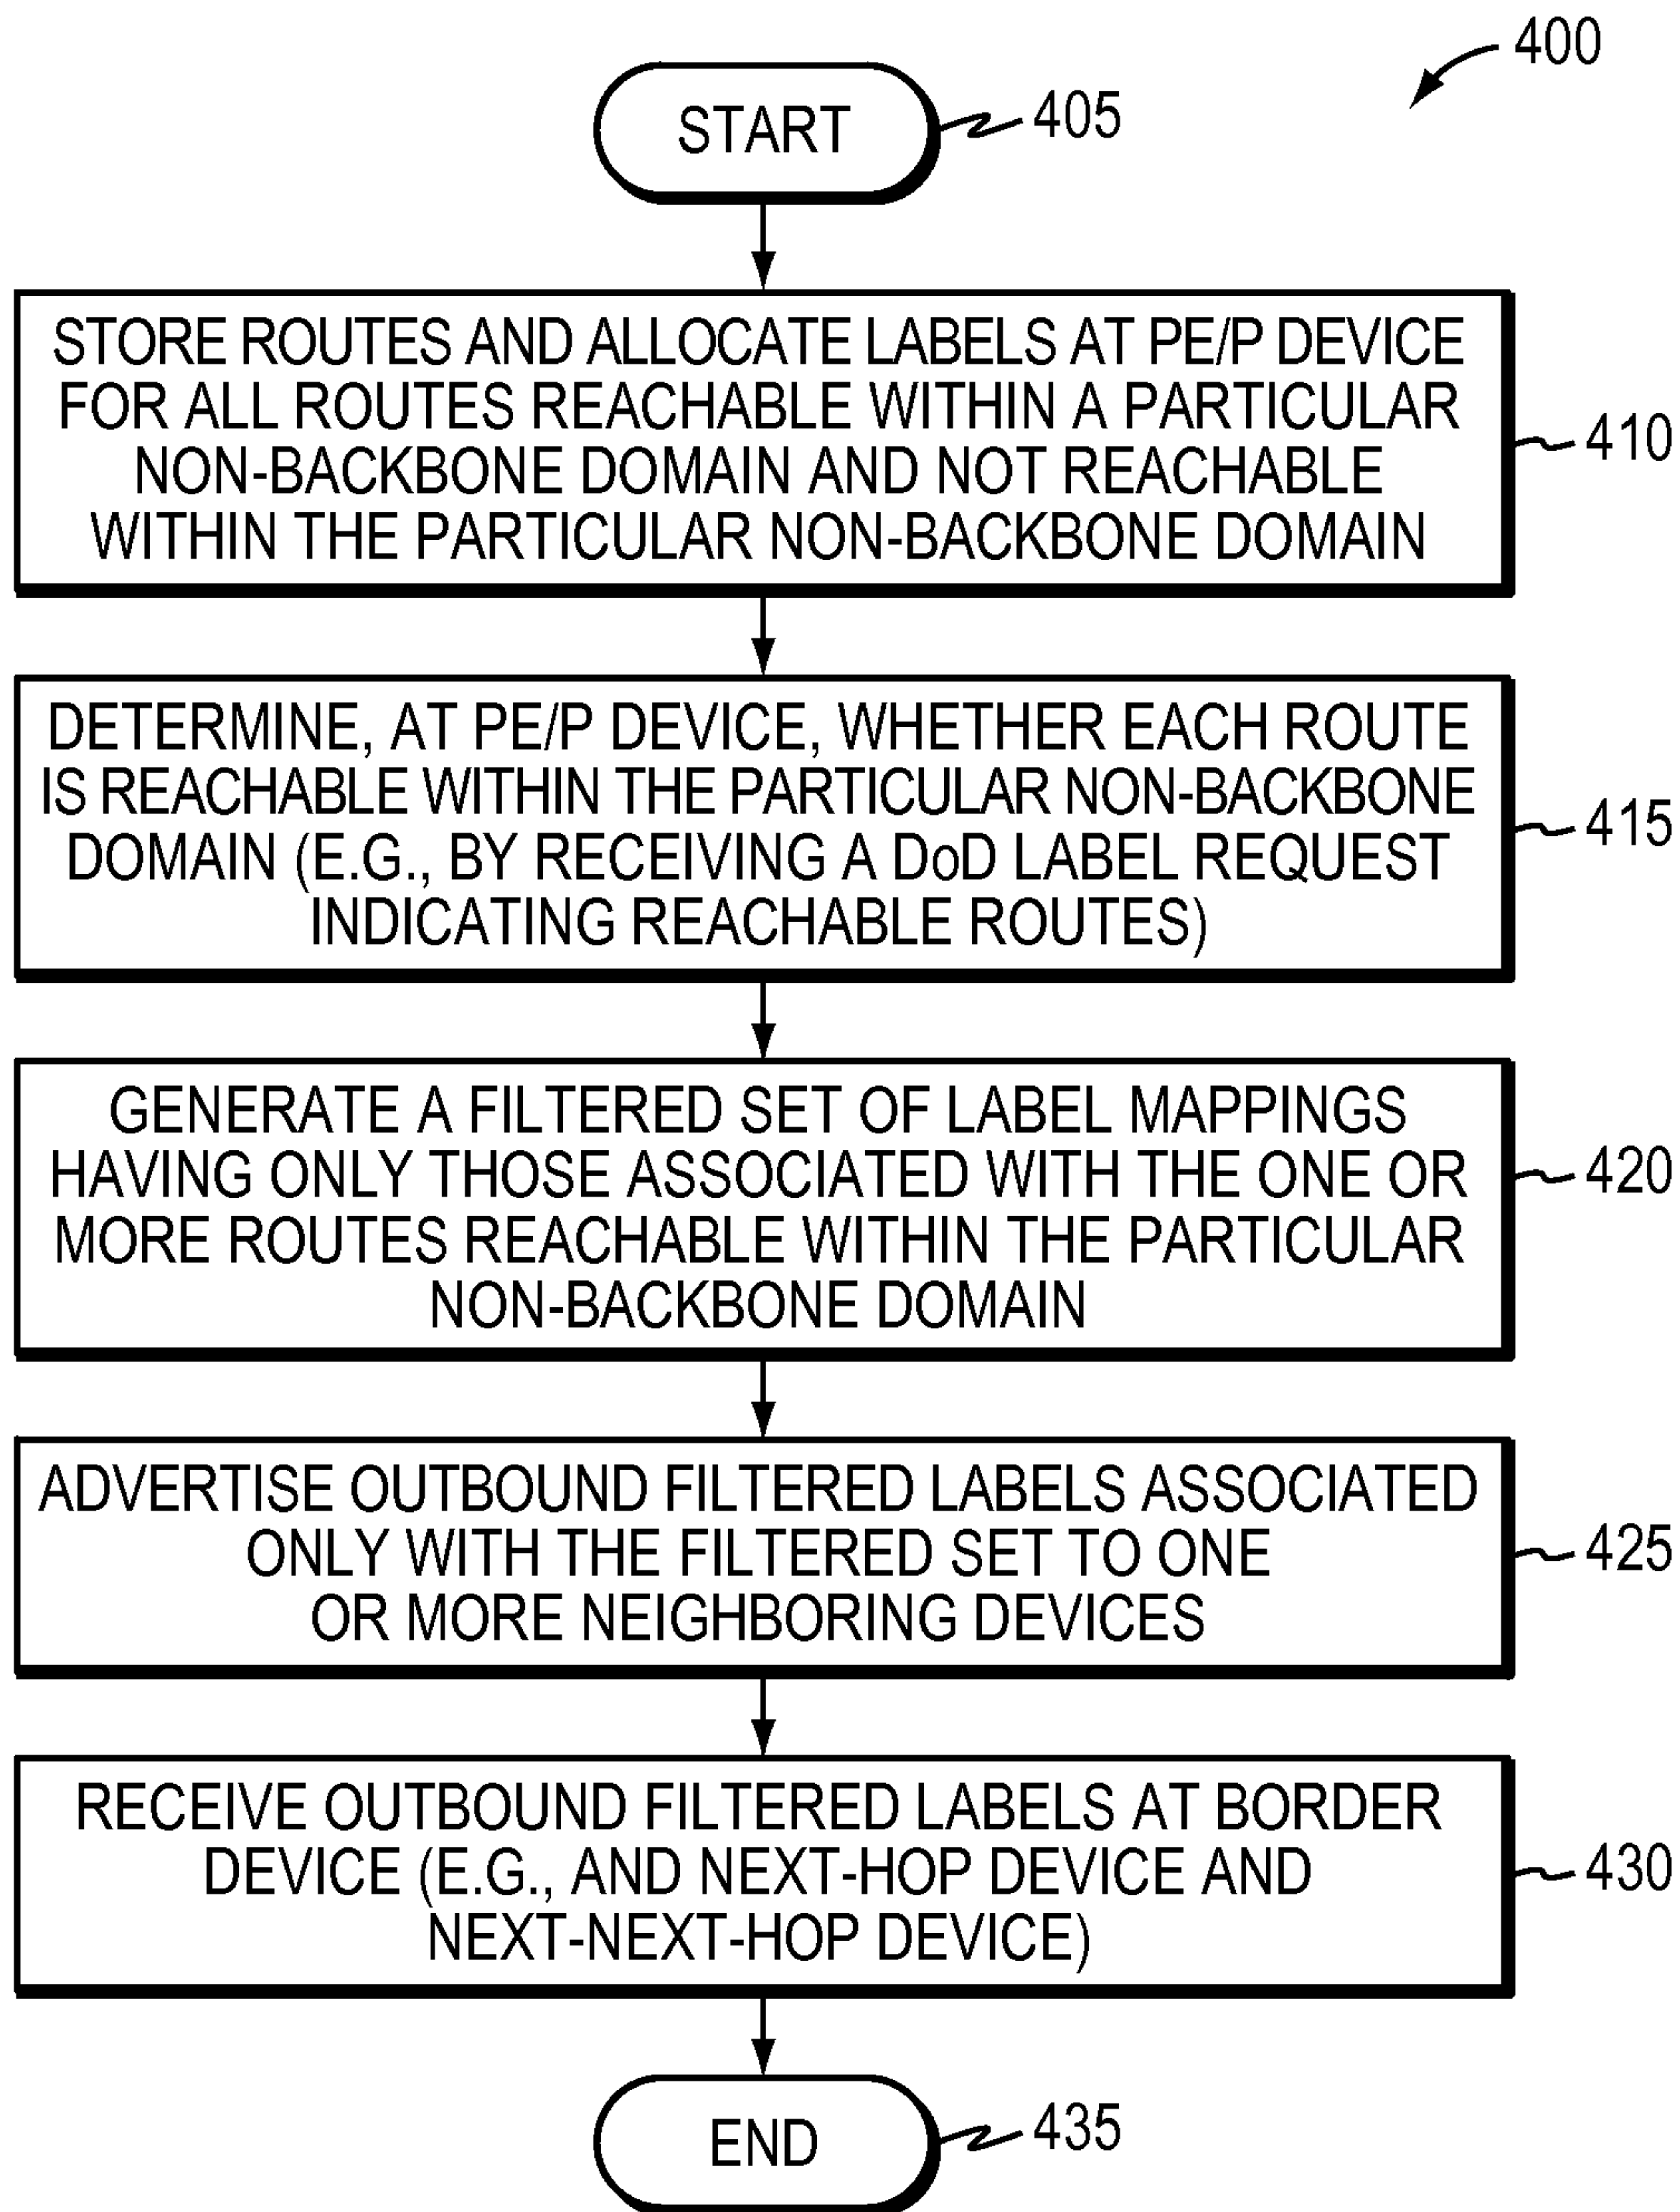 400
START
405
STORE ROUTES AND ALLOCATE LABELS AT PE/P DEVICE
FOR ALL ROUTES REACHABLE WITHIN A PARTICULAR
NON-BACKBONE DOMAIN AND NOT REACHABLE
WITHIN THE PARTICULAR NON-BACKBONE DOMAIN
410
DETERMINE, AT PE/P DEVICE, WHETHER EACH ROUTE
IS REACHABLE WITHIN THE PARTICULAR NON-BACKBONE
DOMAIN (E.G., BY RECEIVING A DoD LABEL REQUEST
INDICATING REACHABLE ROUTES)
415
GENERATE A FILTERED SET OF LABEL MAPPINGS
HAVING ONLY THOSE ASSOCIATED WITH THE ONE OR
MORE ROUTES REACHABLE WITHIN THE PARTICULAR
NON-BACKBONE DOMAIN
420
ADVERTISE OUTBOUND FILTERED LABELS ASSOCIATED
ONLY WITH THE FILTERED SET TO ONE
OR MORE NEIGHBORING DEVICES
425
RECEIVE OUTBOUND FILTERED LABELS AT BORDER
DEVICE (E.G., AND NEXT-HOP DEVICE AND
NEXT-NEXT-HOP DEVICE)
430
END
435